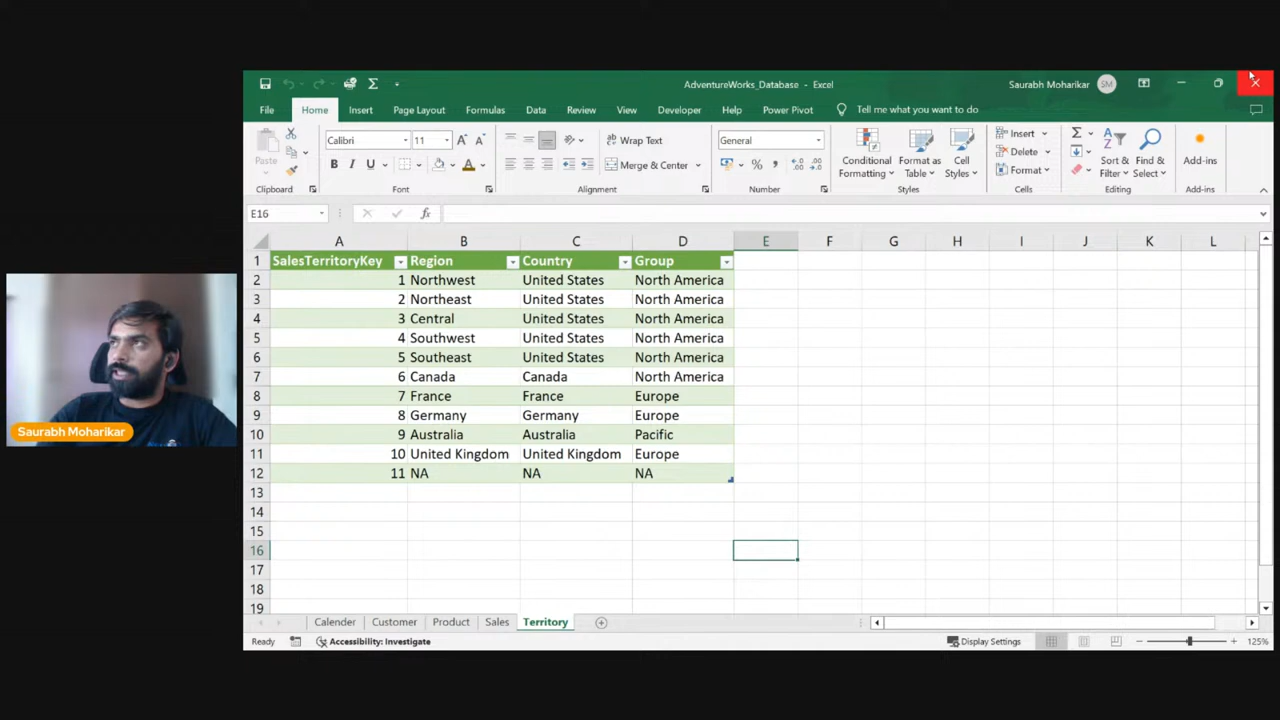 AdventureWorks_Database - Excel
Saurabh Moharikar SM
File Home Insert Page Layout Formulas Data Review View Developer Help Power Pivot Tell me what you want to do
Paste
Clipboard
Calibri 11
B I U
Font
Wrap Text
Merge & Center
Alignment
General
Number
Conditional Formatting
Format as Table
Cell Styles
Styles
Insert
Delete
Format
Cells
Sort & Filter
Find & Select
Editing
Add-ins
Add-ins
E16 fx
A B C D E F G H I J K L
1 SalesTerritoryKey Region Country Group
2 1 Northwest United States North America
3 2 Northeast United States North America
4 3 Central United States North America
5 4 Southwest United States North America
6 5 Southeast United States North America
7 6 Canada Canada North America
8 7 France France Europe
9 8 Germany Germany Europe
10 9 Australia Australia Pacific
11 10 United Kingdom United Kingdom Europe
12 11 NA NA NA
13
14
15
16
17
18
19
Saurabh Moharikar
Calender Customer Product Sales Territory
Ready Accessibility: Investigate Display Settings 125%